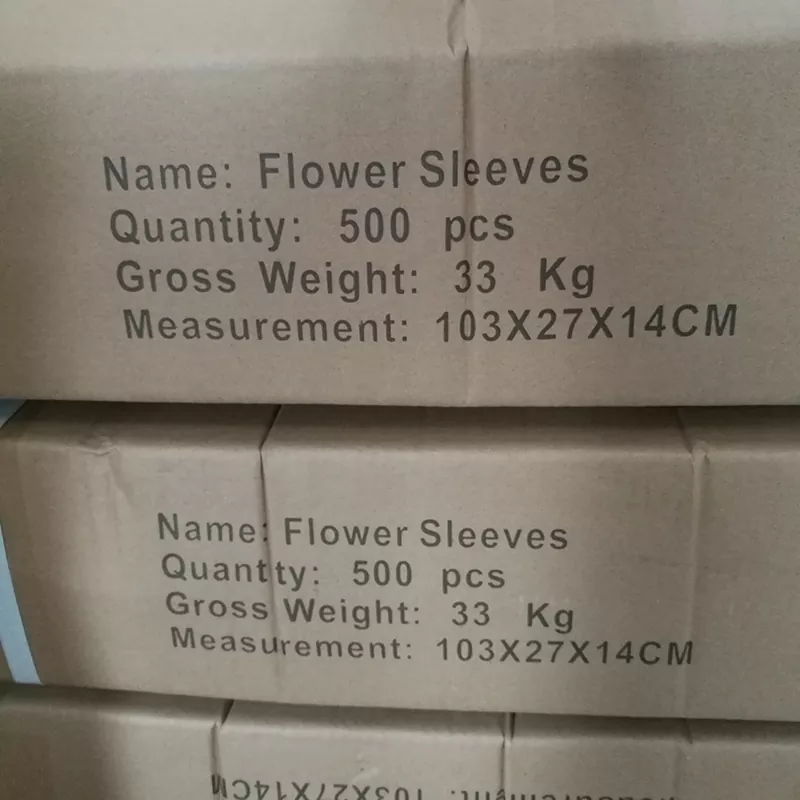 Name: Flower Sleeves
Quantity: 500 pcs
Gross Weight: 33 Kg
Measurement: 103X27X14CM
Name: Flower Sleeves
Quantity: 500 pcs
Gross Weight: 33 Kg
Measurement: 103X27X14CM
103X27X14CM